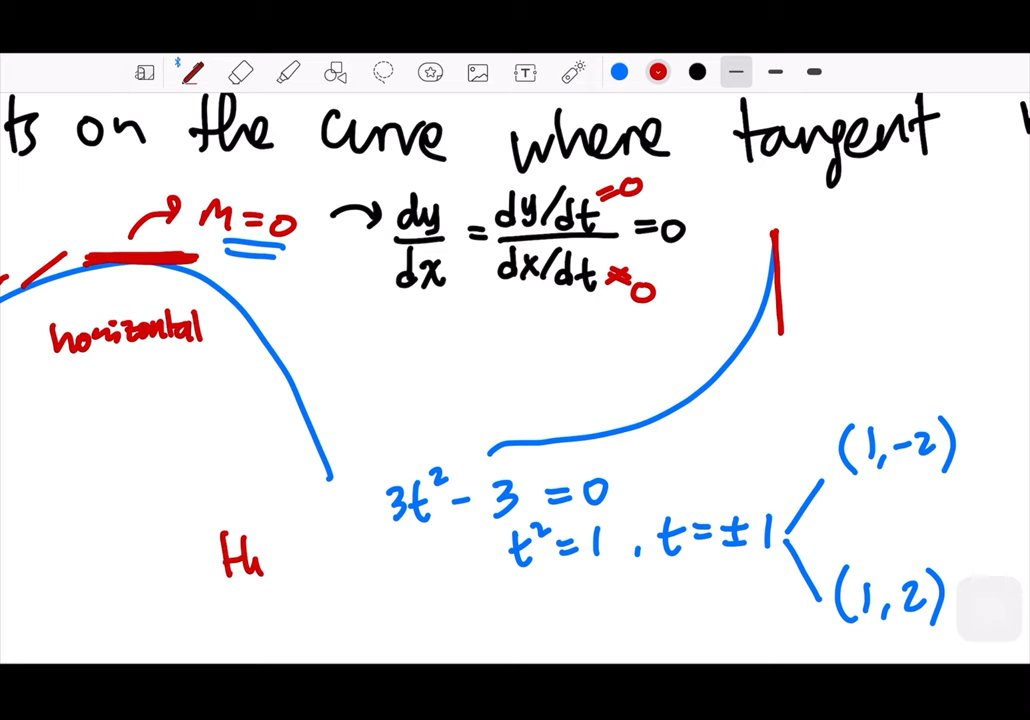 ts on the curve where tangent
M = 0 → dy/dx = dy/dt = 0 / dx/dt ≠ 0 = 0
horizontal
(1, -2)
3t² - 3 = 0
t² = 1, t = ± 1
(1, 2)